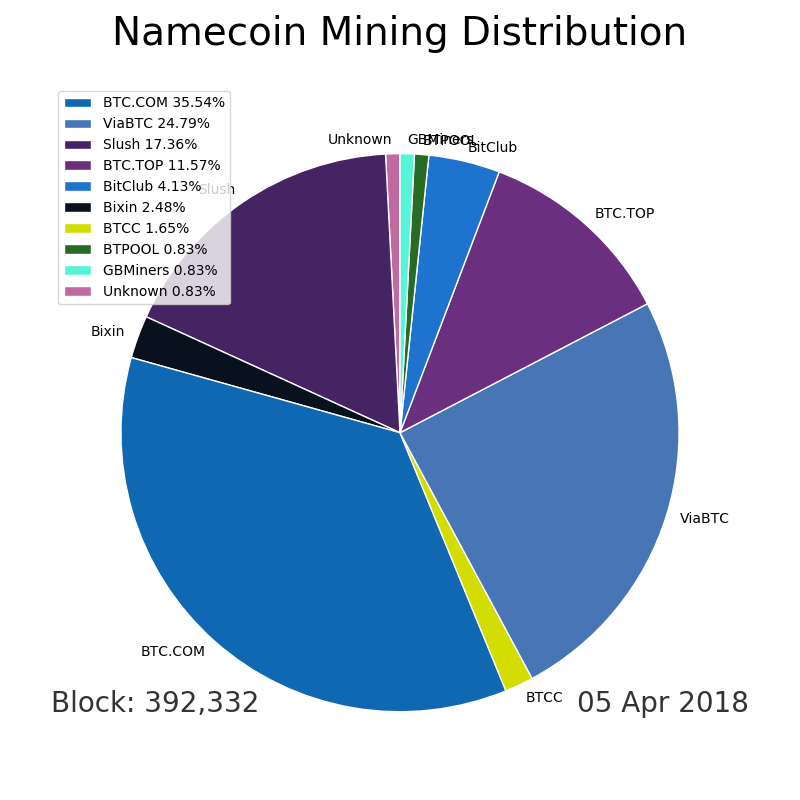 Namecoin Mining Distribution
BTC.COM 35.54%
ViaBTC 24.79%
Slush 17.36%
BTC.TOP 11.57%
BitClub 4.13%
Bixin 2.48%
BTCC 1.65%
BTPOOL 0.83%
GBMiners 0.83%
Unknown 0.83%
Unknown
GBMiners
BTPOOL
BitClub
Slush
BTC.TOP
Bixin
ViaBTC
BTC.COM
BTCC
Block: 392,332
05 Apr 2018